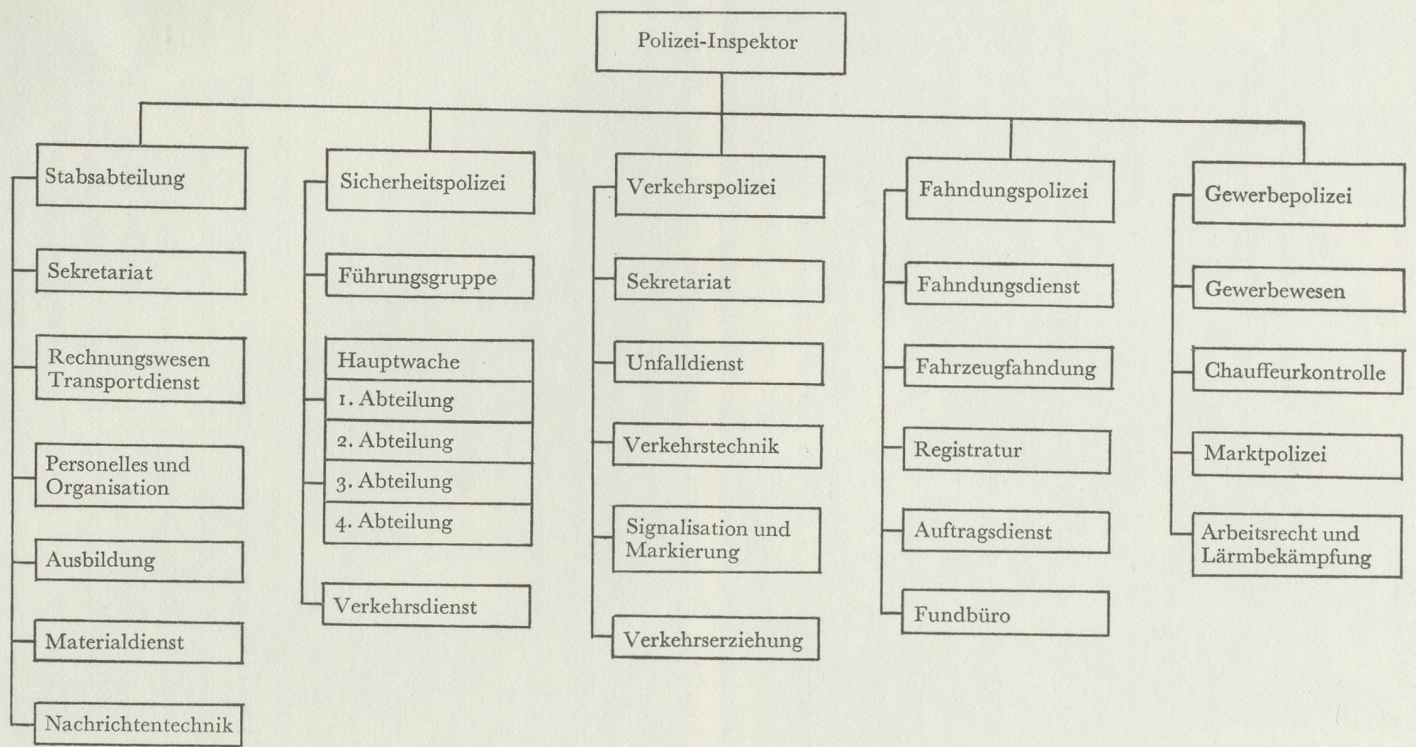 Polizei-Inspektor
Stabsabteilung
Sekretariat
Rechnungswesen
Transportdienst
Personelles und
Organisation
Ausbildung
Materialdienst
Nachrichtentechnik
Sicherheitspolizei
Führungsgruppe
Hauptwache
1. Abteilung
2. Abteilung
3. Abteilung
4. Abteilung
Verkehrsdienst
Verkehrspolizei
Sekretariat
Unfalldienst
Verkehrstechnik
Signalisation und
Markierung
Verkehrserziehung
Fahndungspolizei
Fahndungsdienst
Fahrzeugfahndung
Registratur
Auftragsdienst
Fundbüro
Gewerbepolizei
Gewerbewesen
Chauffeurkontrolle
Marktpolizei
Arbeitsrecht und
Lärmbekämpfung